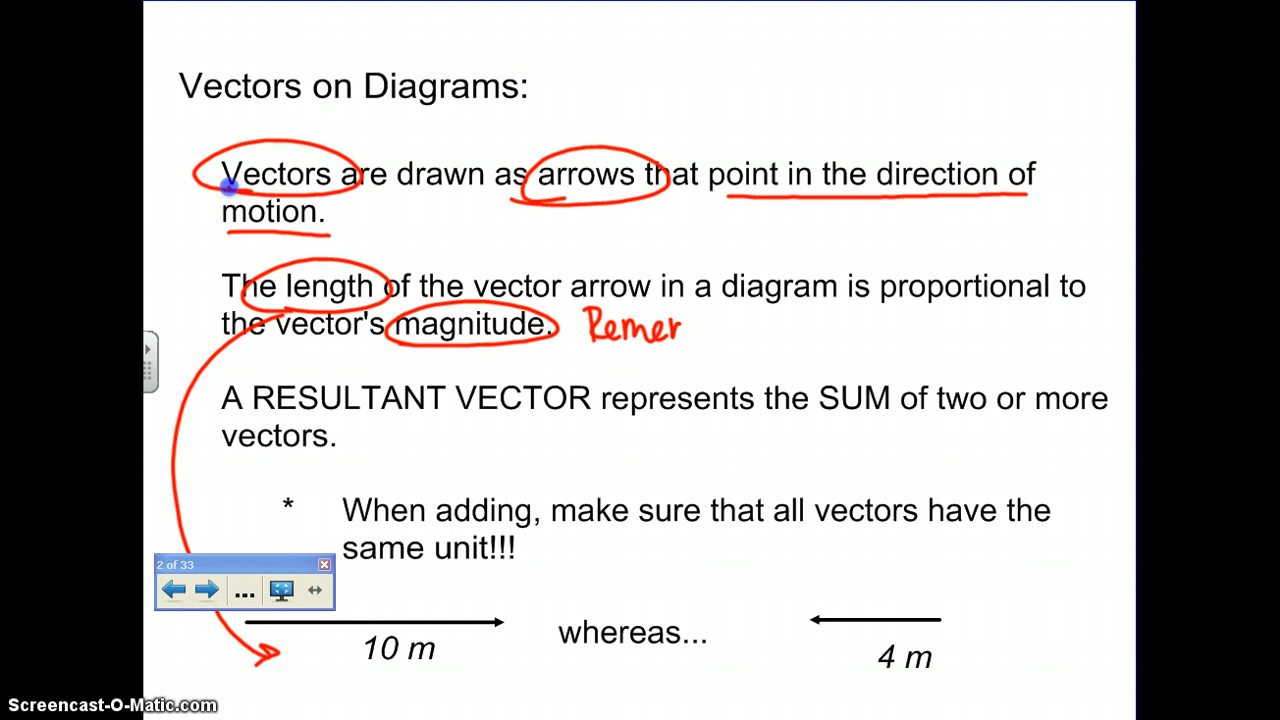 Vectors on Diagrams:
Vectors are drawn as arrows that point in the direction of
motion.
The length of the vector arrow in a diagram is proportional to
the vector's magnitude. Remer
A RESULTANT VECTOR represents the SUM of two or more
vectors.
* When adding, make sure that all vectors have the
same unit!!!
2 of 33
...
10 m whereas... 4 m
Screencast-O-Matic.com